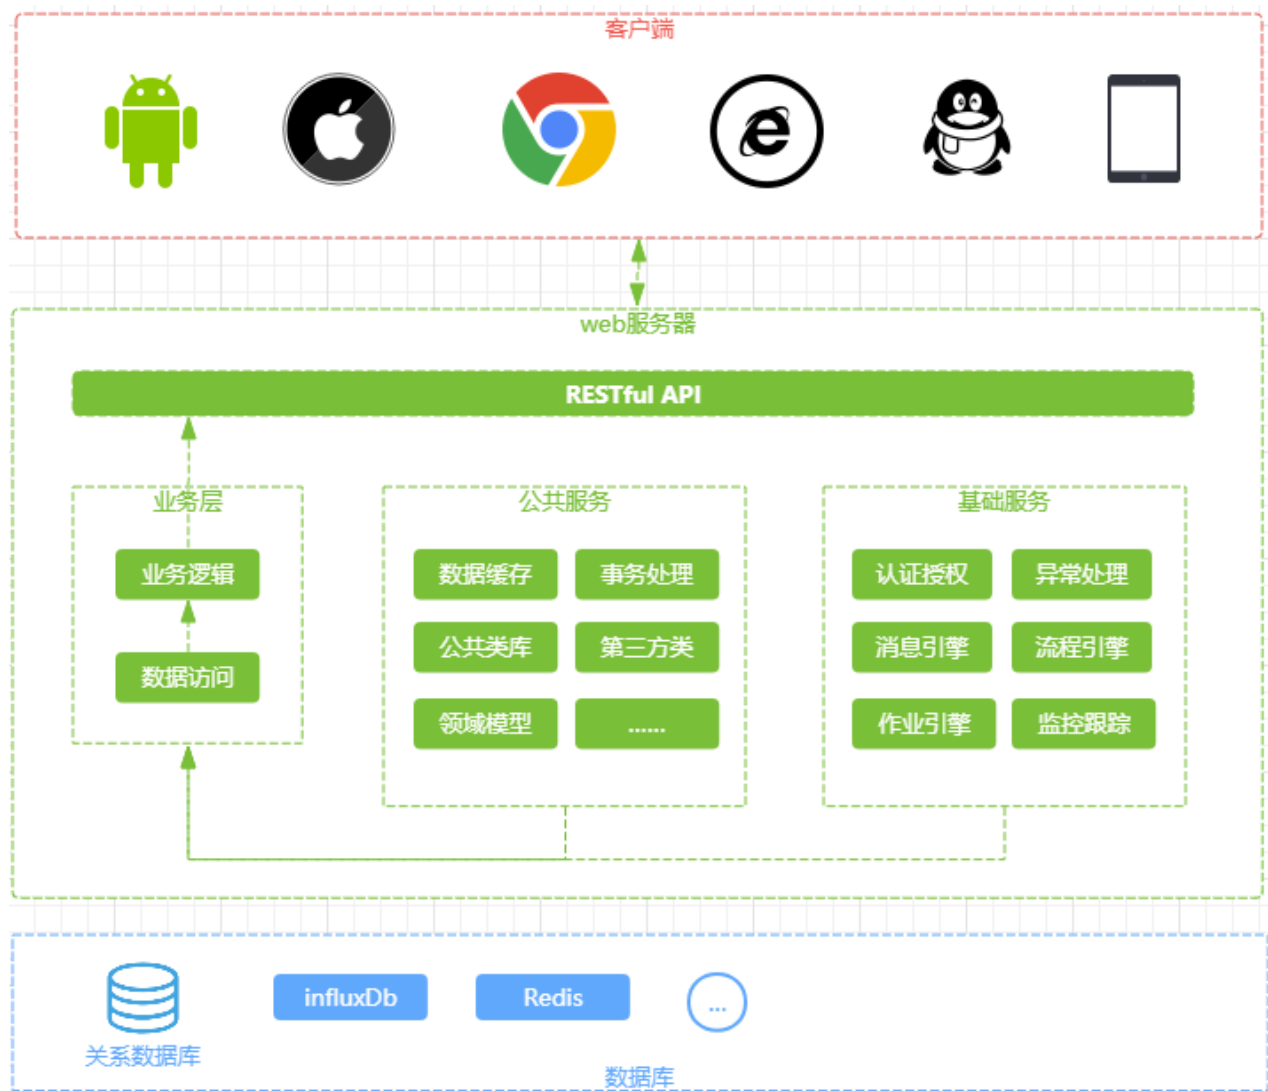 客户端
web服务器
RESTful API
业务层
公共服务
基础服务
业务逻辑
数据缓存
事务处理
认证授权
异常处理
公共类库
第三方类
消息引擎
流程引擎
数据访问
领域模型
......
作业引擎
监控跟踪
influxDb
Redis
...
关系数据库
数据库